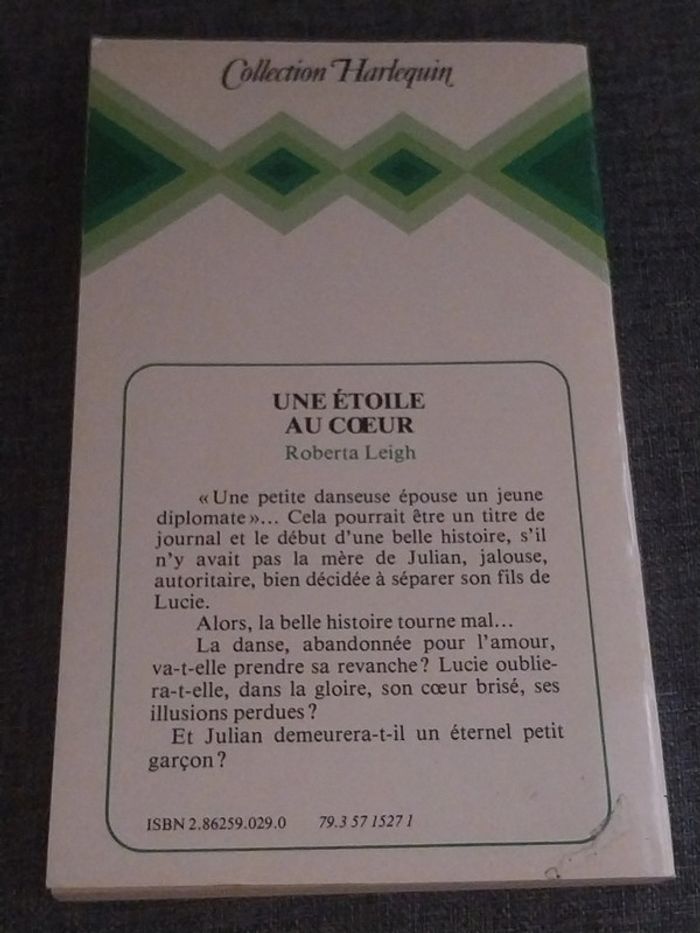 Collection Harlequin
UNE ÉTOILE
AU CŒUR
Roberta Leigh
«Une petite danseuse épouse un jeune
diplomate»... Cela pourrait être un titre de
journal et le début d'une belle histoire, s'il
n'y avait pas la mère de Julian, jalouse,
autoritaire, bien décidée à séparer son fils de
Lucie.
Alors, la belle histoire tourne mal...
La danse, abandonnée pour l'amour,
va-t-elle prendre sa revanche? Lucie oublie-
ra-t-elle, dans la gloire, son cœur brisé, ses
illusions perdues?
Et Julian demeurera-t-il un éternel petit
garçon?
ISBN 2.86259.029.0 79.3 57 1527 1